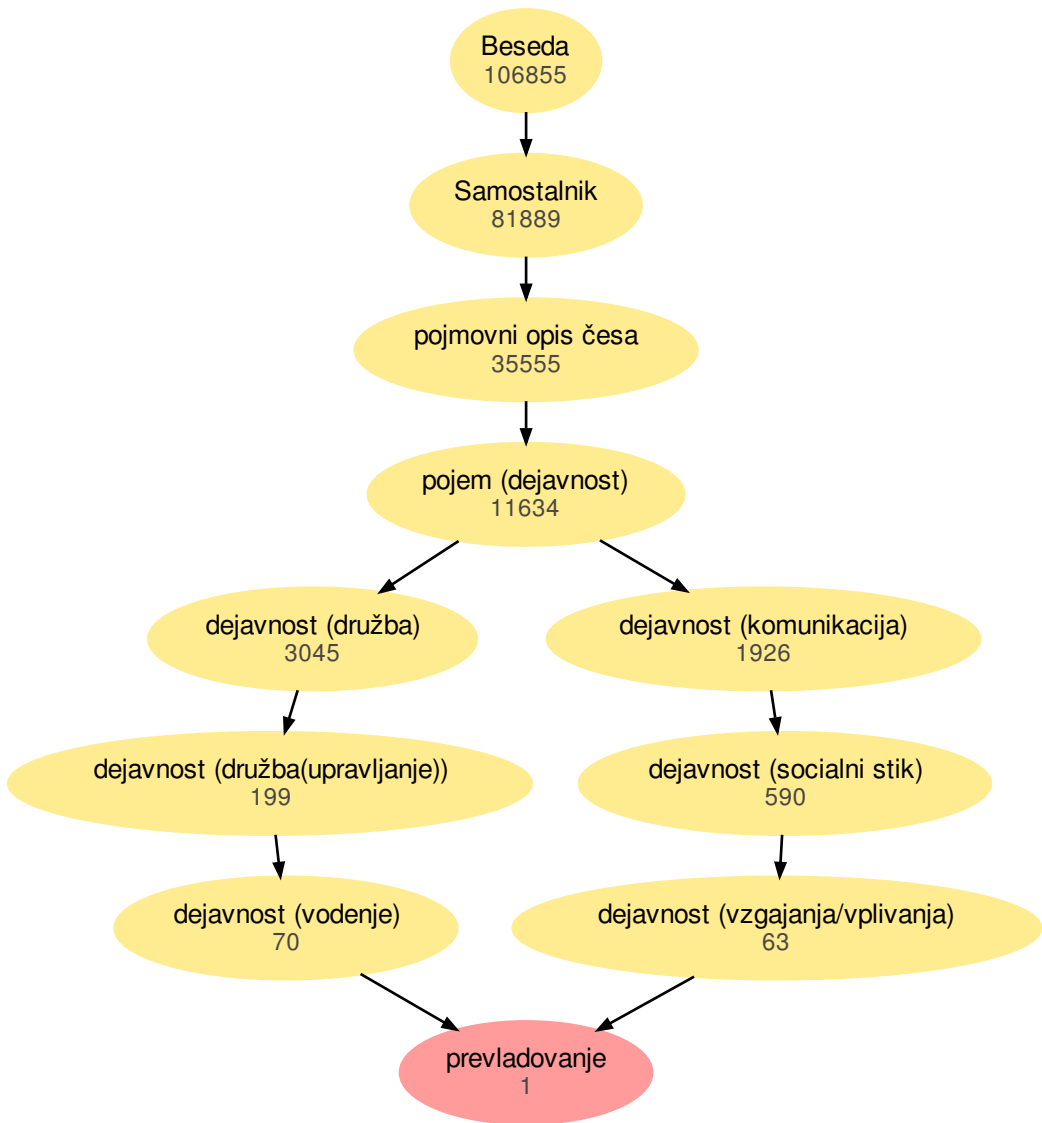 Beseda
106855
Samostalnik
81889
pojmovni opis česa
35555
pojem (dejavnost)
11634
dejavnost (družba)
3045
dejavnost (komunikacija)
1926
dejavnost (družba(upravljanje))
199
dejavnost (socialni stik)
590
dejavnost (vodenje)
70
dejavnost (vzgajanja/vplivanja)
63
prevladovanje
1